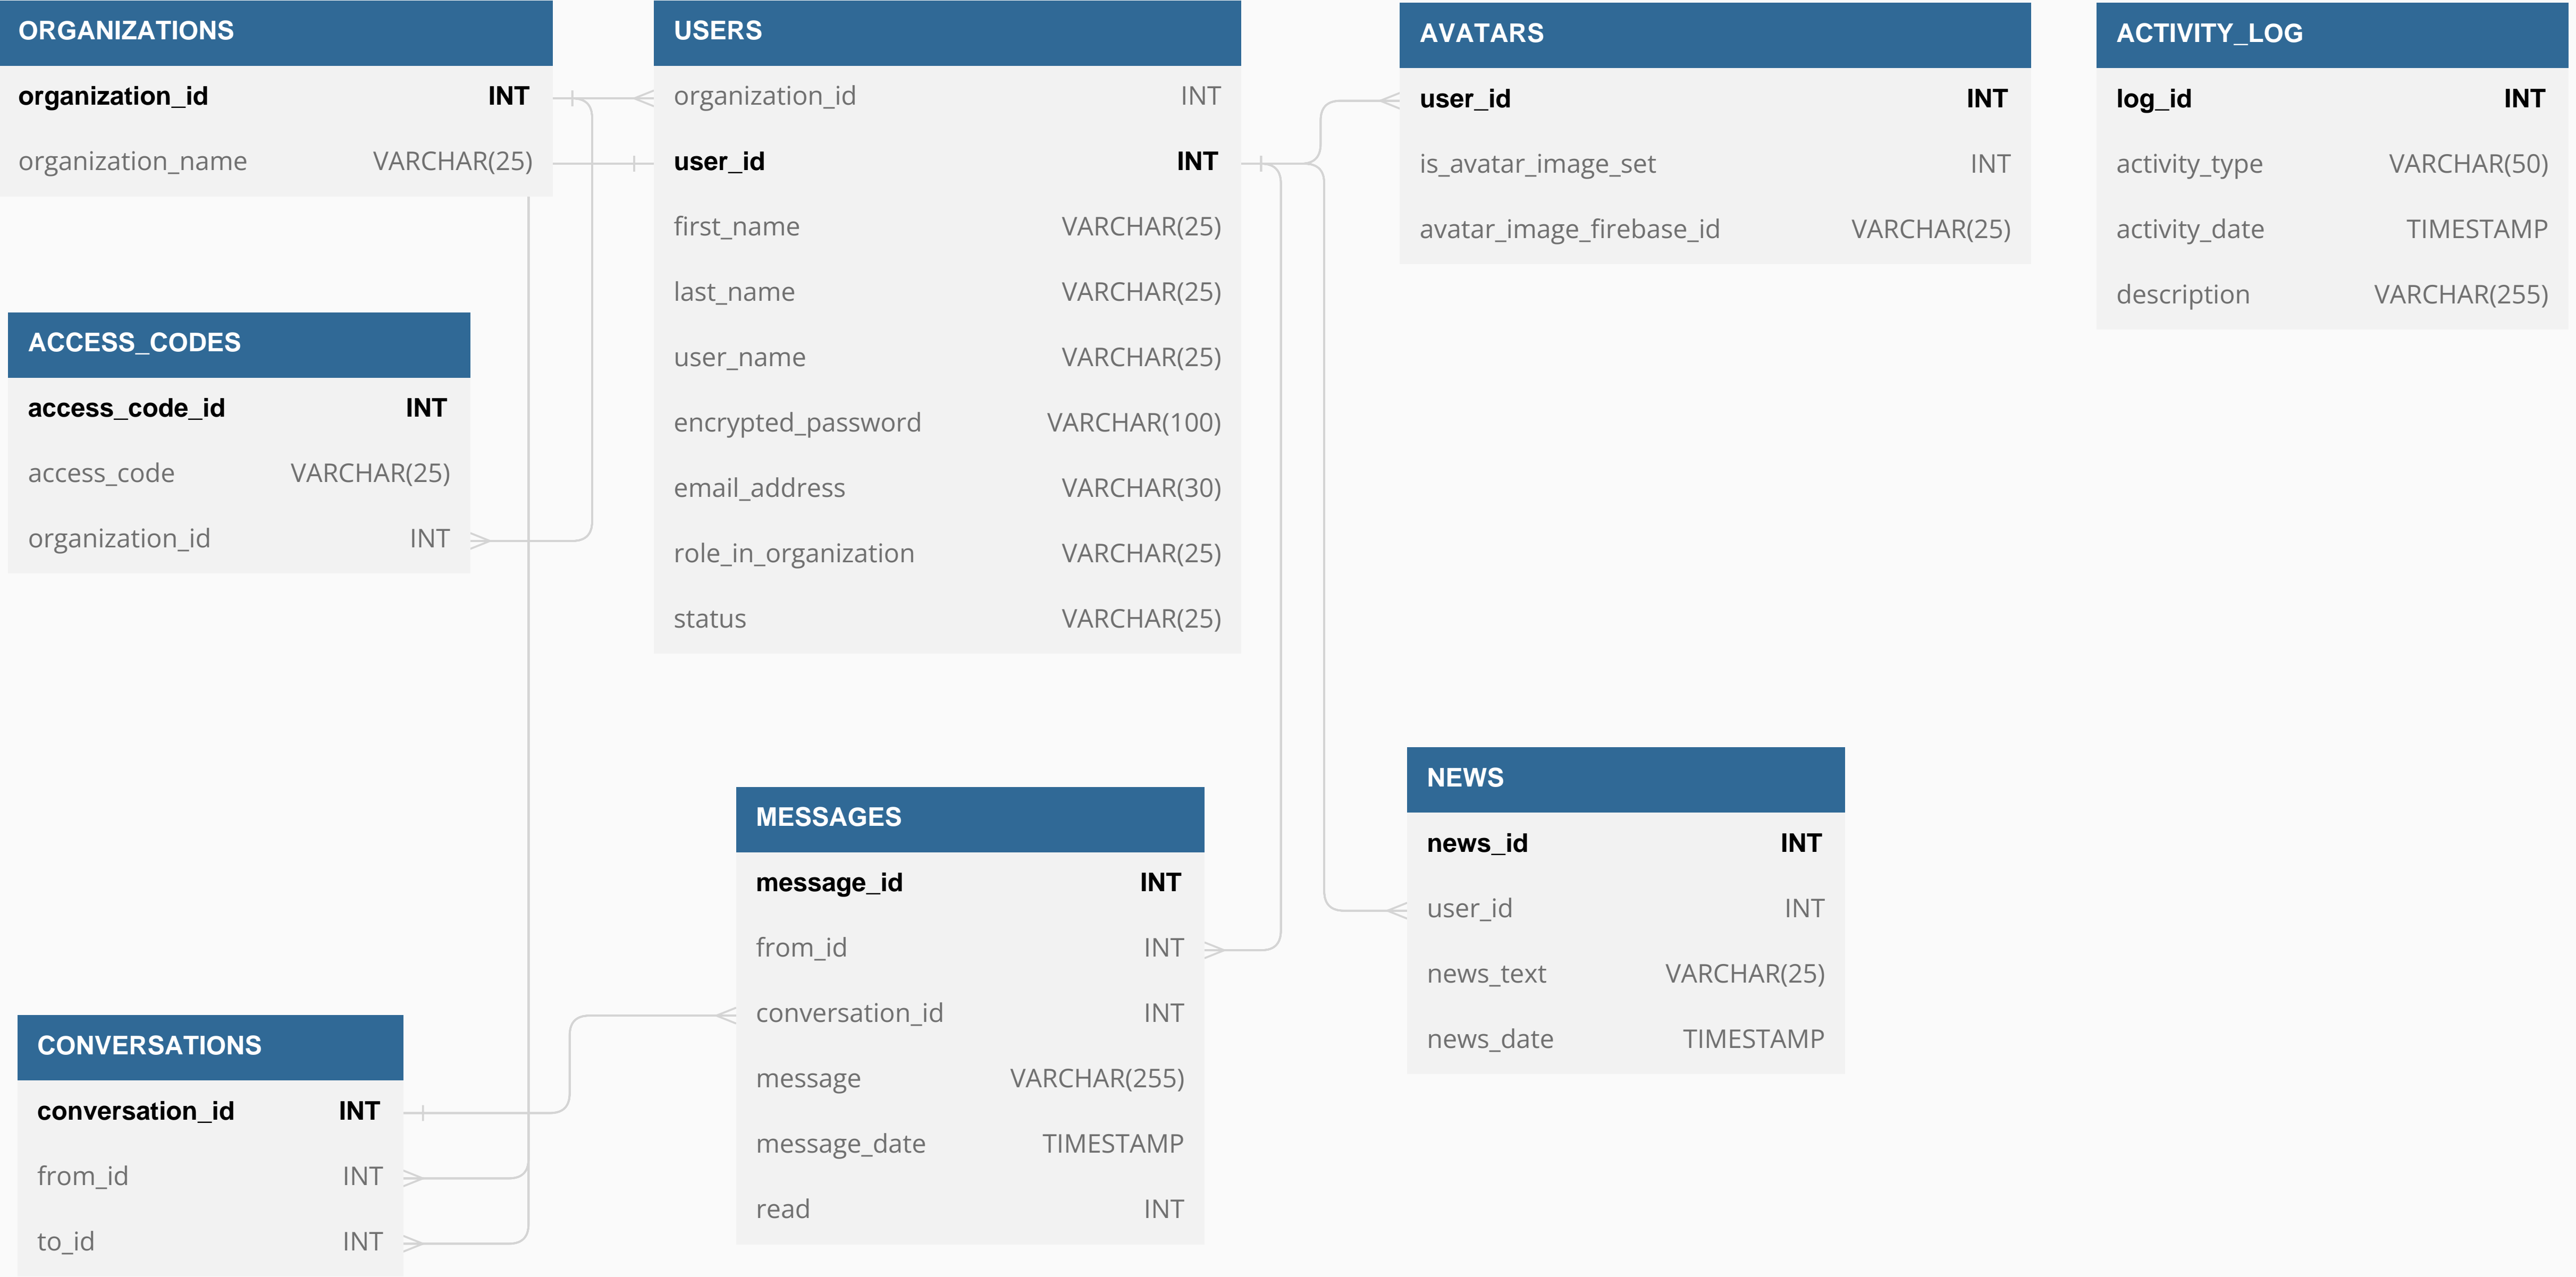 ORGANIZATIONS
organization_id INT
organization_name VARCHAR(25)
USERS
organization_id INT
user_id INT
first_name VARCHAR(25)
last_name VARCHAR(25)
user_name VARCHAR(25)
encrypted_password VARCHAR(100)
email_address VARCHAR(30)
role_in_organization VARCHAR(25)
status VARCHAR(25)
AVATARS
user_id INT
is_avatar_image_set INT
avatar_image_firebase_id VARCHAR(25)
ACTIVITY_LOG
log_id INT
activity_type VARCHAR(50)
activity_date TIMESTAMP
description VARCHAR(255)
ACCESS_CODES
access_code_id INT
access_code VARCHAR(25)
organization_id INT
MESSAGES
message_id INT
from_id INT
conversation_id INT
message VARCHAR(255)
message_date TIMESTAMP
read INT
NEWS
news_id INT
user_id INT
news_text VARCHAR(25)
news_date TIMESTAMP
CONVERSATIONS
conversation_id INT
from_id INT
to_id INT